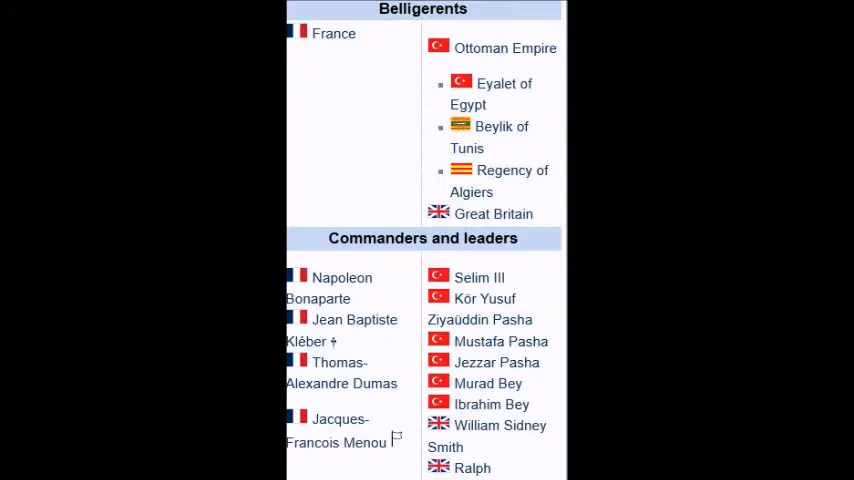 Belligerents
France
Ottoman Empire
Eyalet of
Egypt
Beylik of
Tunis
Regency of
Algiers
Great Britain
Commanders and leaders
Napoleon
Bonaparte
Jean Baptiste
Kléber ‡
Thomas-
Alexandre Dumas
Jacques-
Francois Menou
Selim III
Kör Yusuf
Ziyaüddin Pasha
Mustafa Pasha
Jezzar Pasha
Murad Bey
Ibrahim Bey
William Sidney
Smith
Ralph